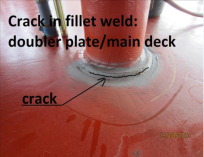 Crack in fillet weld:
doubler plate/main deck
crack